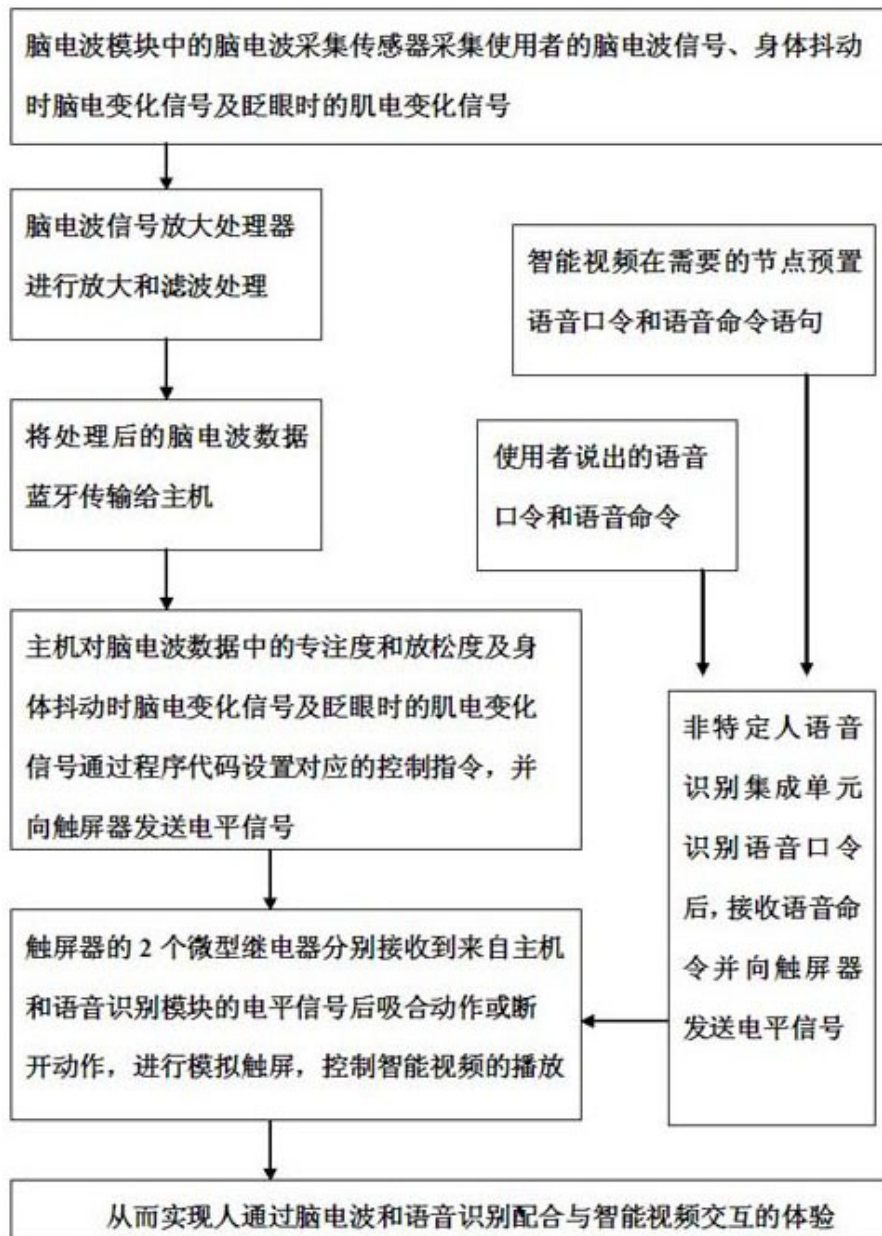 脑电波模块中的脑电波采集传感器采集使用者的脑电波信号、身体抖动
时脑电变化信号及眨眼时的肌电变化信号
脑电波信号放大处理器
进行放大和滤波处理
智能视频在需要的节点预置
语音口令和语音命令语句
将处理后的脑电波数据
蓝牙传输给主机
使用者说出的语音
口令和语音命令
主机对脑电波数据中的专注度和放松度及身
体抖动时脑电变化信号及眨眼时的肌电变化
信号通过程序代码设置对应的控制指令，并
向触屏器发送电平信号
非特定人语音
识别集成单元
识别语音口令
后，接收语音命
令并向触屏器
发送电平信号
触屏器的 2 个微型继电器分别接收到来自主机
和语音识别模块的电平信号后吸合动作或断
开动作，进行模拟触屏，控制智能视频的播放
从而实现人通过脑电波和语音识别配合与智能视频交互的体验